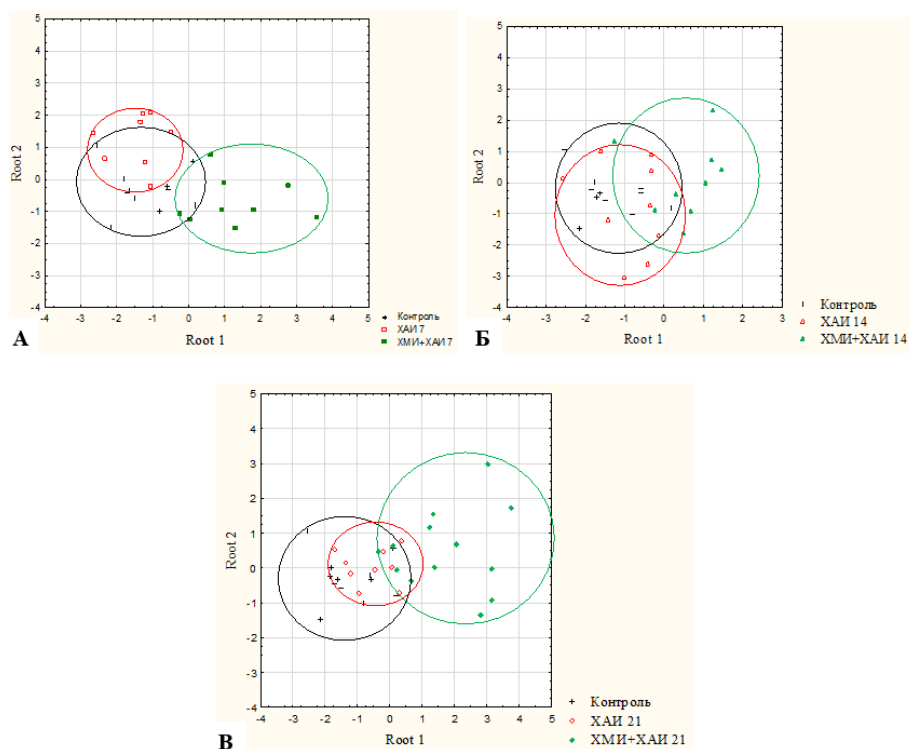 5
4
3
2
1
0
-1
-2
-3
-4
Root 2
-4 -3 -2 -1 0 1 2 3 4 5
Root 1
Контроль
ХАИ 7
ХМИ+ХАИ 7
А
5
4
3
2
1
0
-1
-2
-3
-4
Root 2
-4 -3 -2 -1 0 1 2 3 4
Root 1
Контроль
ХАИ 14
ХМИ+ХАИ 14
Б
5
4
3
2
1
0
-1
-2
-3
-4
Root 2
-4 -3 -2 -1 0 1 2 3 4 5
Root 1
Контроль
ХАИ 21
ХМИ+ХАИ 21
В